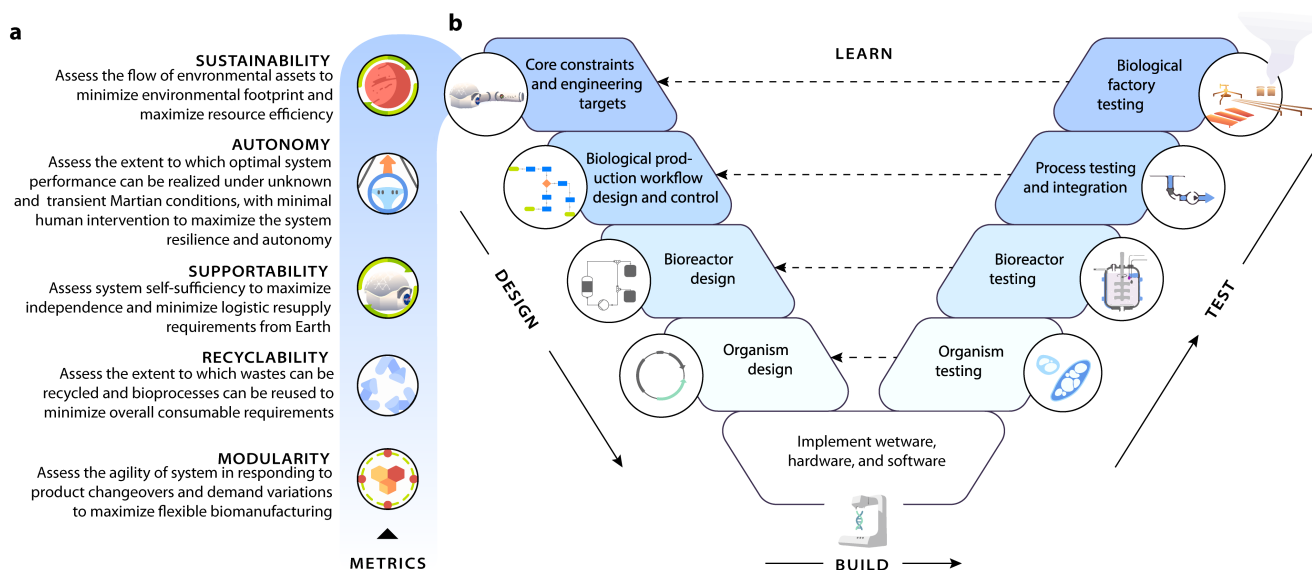 a
SUSTAINABILITY
Assess the flow of envronmental assets to
minimize environmental footprint and
maximize resource efficiency
AUTONOMY
Assess the extent to which optimal system
performance can be realized under unknown
and transient Martian conditions, with minimal
human intervention to maximize the system
resilience and autonomy
SUPPORTABILITY
Assess system self-sufficiency to maximize
independence and minimize logistic resupply
requirements from Earth
RECYCLABILITY
Assess the extent to which wastes can be
recycled and bioprocesses can be reused to
minimize overall consumable requirements
MODULARITY
Assess the agility of system in responding to
product changeovers and demand variations
to maximize flexible biomanufacturing
METRICS
b
LEARN
Core constraints
and engineering
targets
Biological
factory
testing
Biological prod-
uction workflow
design and control
Process testing
and integration
Bioreactor
design
Bioreactor
testing
Organism
design
Organism
testing
Implement wetware,
hardware, and software
DESIGN
BUILD
TEST